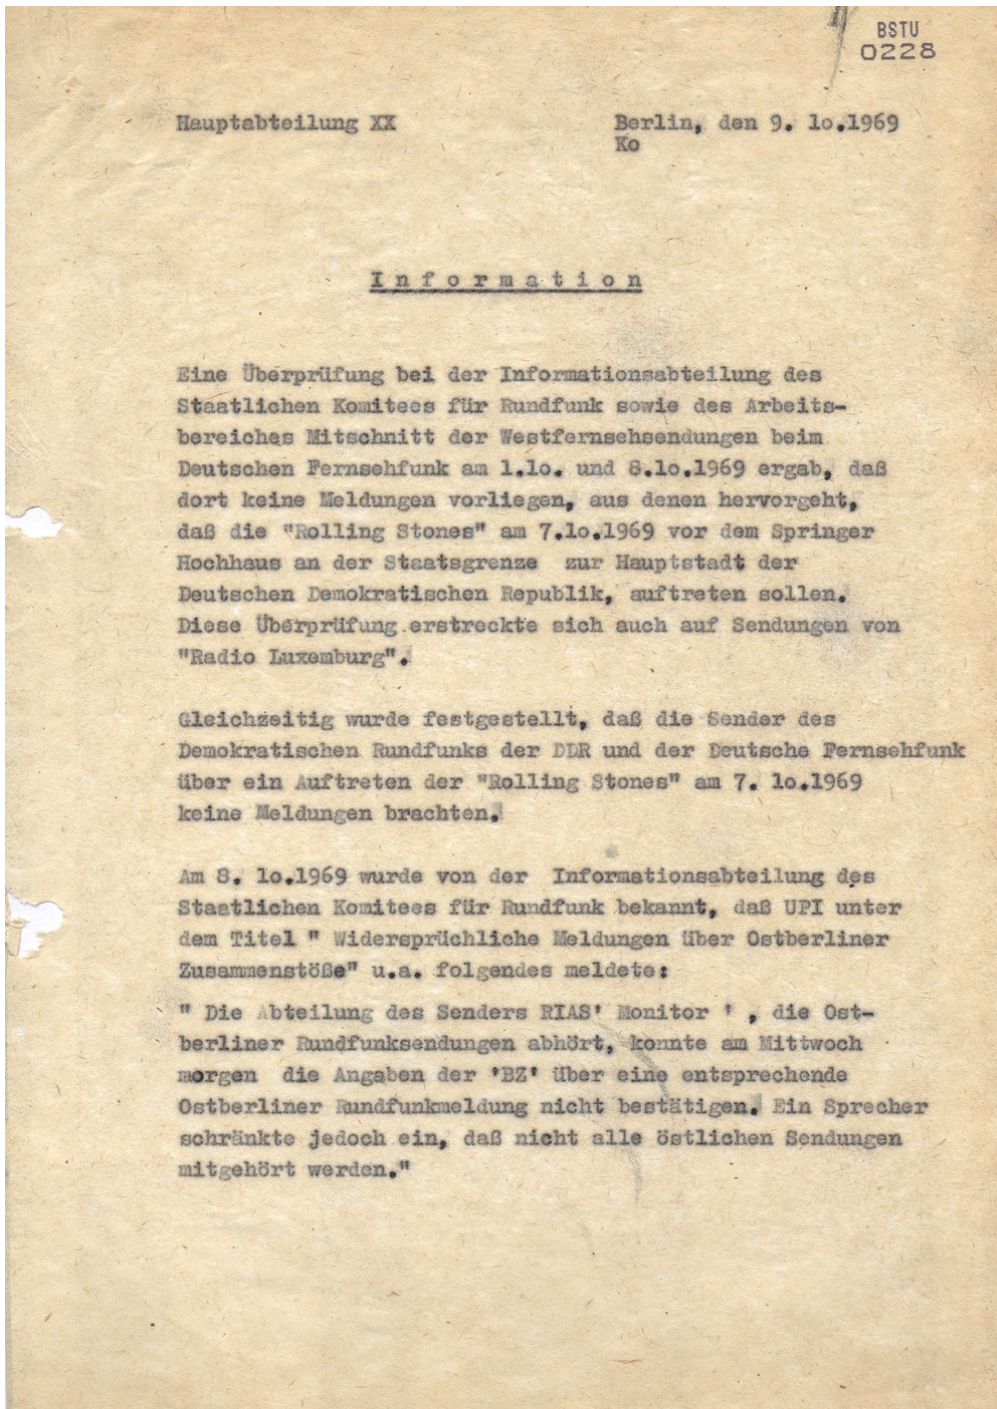 BSTU
0228
Hauptabteilung XX
Berlin, den 9. 1o.1969
Ko
I n f o r m a t i o n
Eine Überprüfung bei der Informationsabteilung des
Staatlichen Komitees für Rundfunk sowie des Arbeits-
bereiches Mitschnitt der Westfernsehsendungen beim
Deutschen Fernsehfunk am 1.1o. und 8.1o.1969 ergab, daß
dort keine Meldungen vorliegen, aus denen hervorgeht,
daß die "Rolling Stones" am 7.1o.1969 vor dem Springer
Hochhaus an der Staatsgrenze zur Hauptstadt der
Deutschen Demokratischen Republik, auftreten sollen.
Diese Überprüfung erstreckte sich auch auf Sendungen von
"Radio Luxemburg".
Gleichzeitig wurde festgestellt, daß die Sender des
Demokratischen Rundfunks der DDR und der Deutsche Fernsehfunk
über ein Auftreten der "Rolling Stones" am 7. 1o.1969
keine Meldungen brachten.
Am 8. 1o.1969 wurde von der Informationsabteilung des
Staatlichen Komitees für Rundfunk bekannt, daß UPI unter
dem Titel " Widersprüchliche Meldungen über Ostberliner
Zusammenstöße" u.a. folgendes meldete:
" Die Abteilung des Senders RIAS' Monitor ' , die Ost-
berliner Rundfunksendungen abhört, konnte am Mittwoch
morgen die Angaben der 'BZ' über eine entsprechende
Ostberliner Rundfunkmeldung nicht bestätigen. Ein Sprecher
schränkte jedoch ein, daß nicht alle östlichen Sendungen
mitgehört werden."